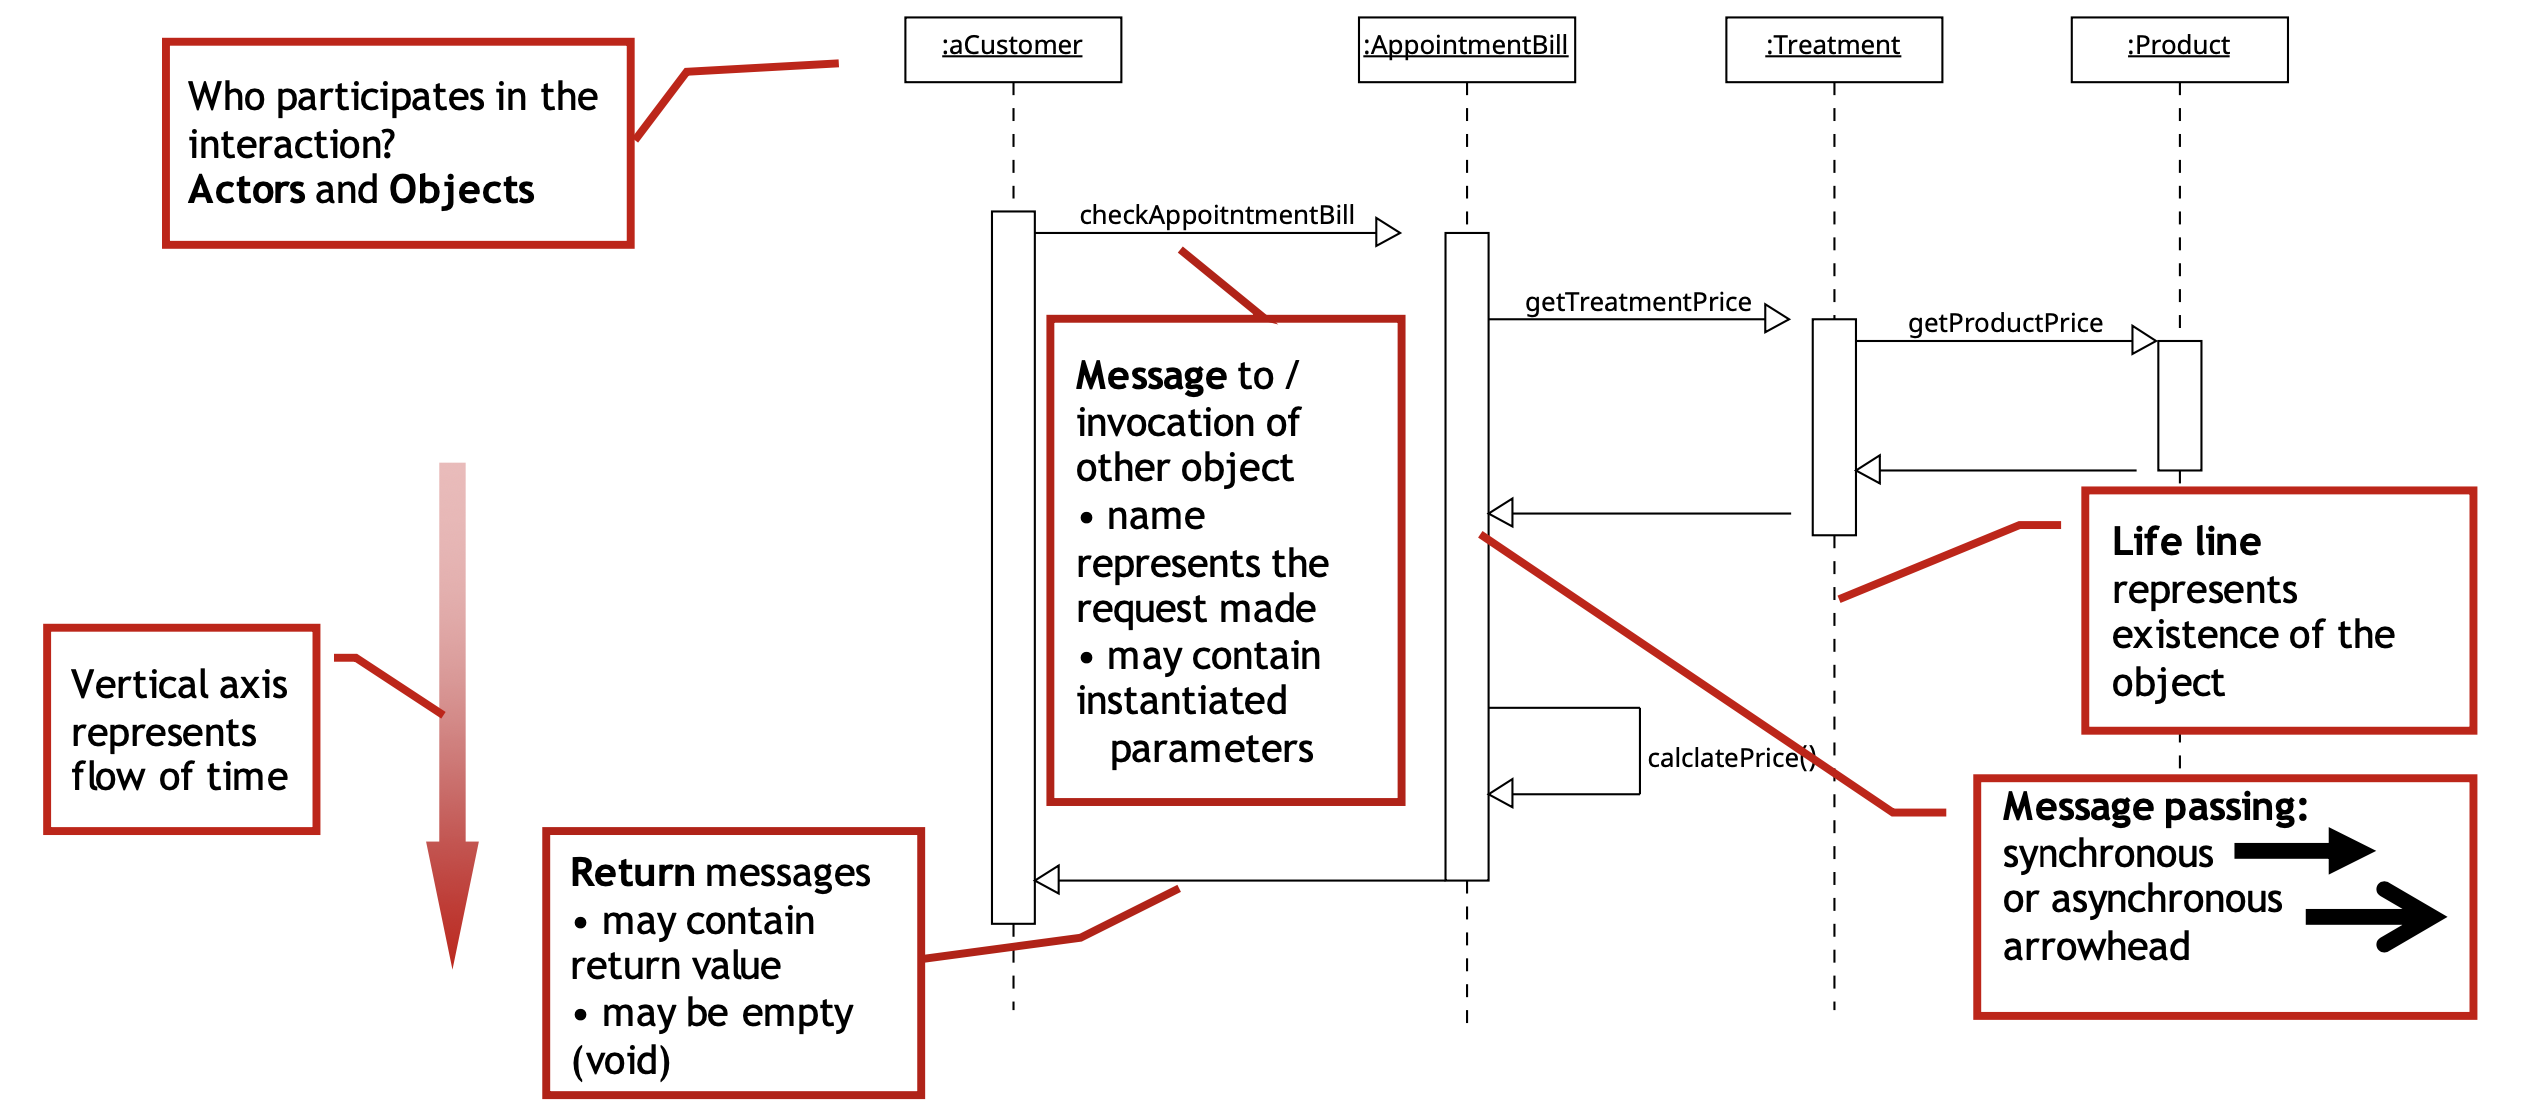 :aCustomer
:AppointmentBill
:Treatment
:Product
Who participates in the
interaction?
Actors and Objects
checkAppoitntmentBill
getTreatmentPrice
getProductPrice
Message to /
invocation of
other object
• name
represents the
request made
• may contain
instantiated
parameters
Life line
represents
existence of the
object
Vertical axis
represents
flow of time
calclatePrice()
Message passing:
synchronous
or asynchronous
arrowhead
Return messages
• may contain
return value
• may be empty
(void)